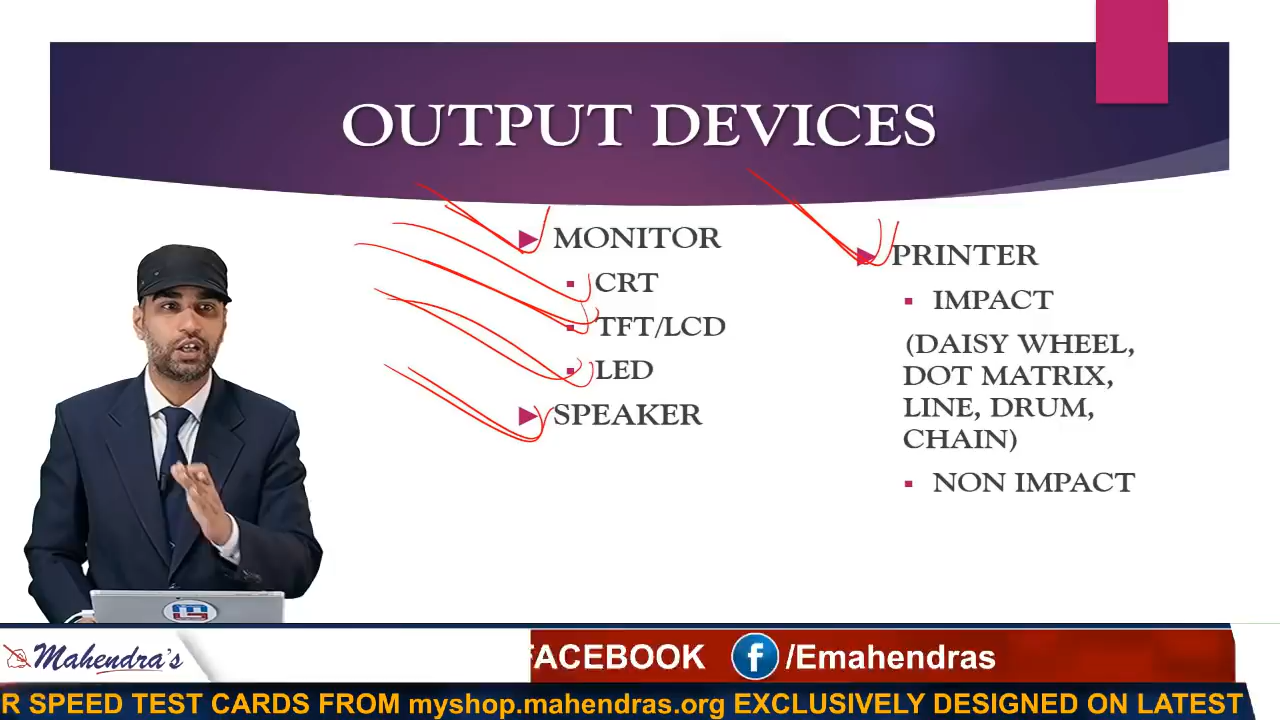 OUTPUT DEVICES
MONITOR
CRT
TFT/LCD
LED
SPEAKER
PRINTER
IMPACT
(DAISY WHEEL,
DOT MATRIX,
LINE, DRUM,
CHAIN)
NON IMPACT
Mahendra's
FACEBOOK f /Emahendras
R SPEED TEST CARDS FROM myshop.mahendras.org EXCLUSIVELY DESIGNED ON LATEST